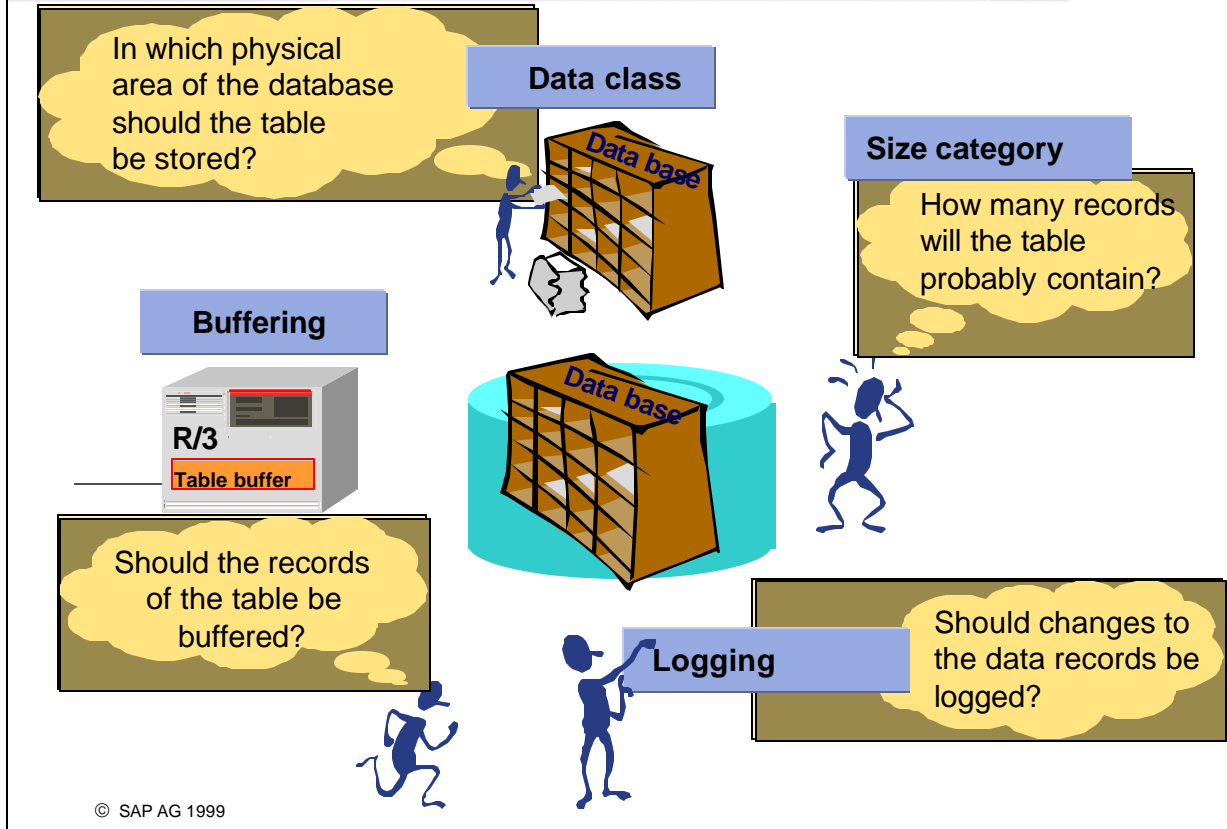 In which physical
area of the database
should the table
be stored?
Data class
Data base
Size category
How many records
will the table
probably contain?
Buffering
R/3
Table buffer
Data base
Should the records
of the table be
buffered?
Logging
Should changes to
the data records be
logged?
© SAP AG 1999